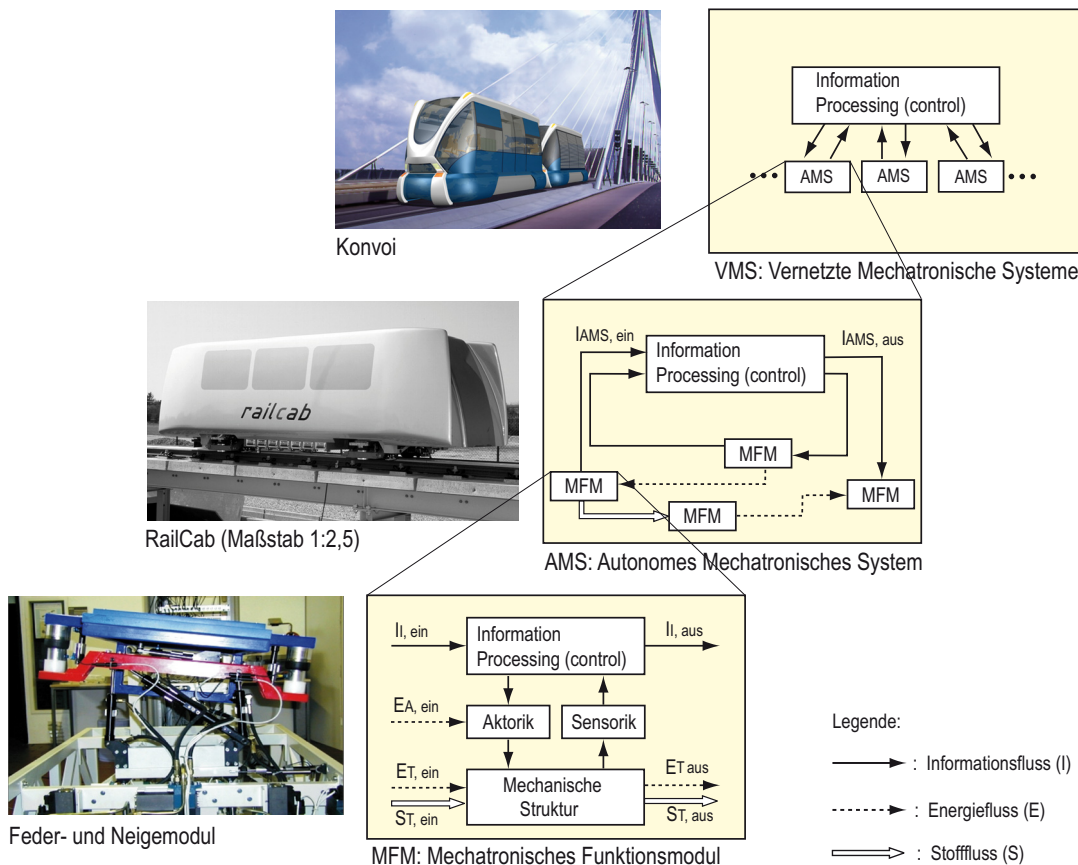 Information
Processing (control)
AMS
AMS
AMS
Konvoi
VMS: Vernetzte Mechatronische Systeme
railcab
IAMS, ein
Information
Processing (control)
IAMS, aus
MFM
MFM
MFM
MFM
RailCab (Maßstab 1:2,5)
AMS: Autonomes Mechatronisches System
II, ein
Information
Processing (control)
II, aus
EA, ein
Aktorik
Sensorik
ET, ein
Mechanische
Struktur
ET aus
ST, ein
ST, aus
Legende:
: Informationsfluss (I)
: Energiefluss (E)
: Stofffluss (S)
Feder- und Neigemodul
MFM: Mechatronisches Funktionsmodul